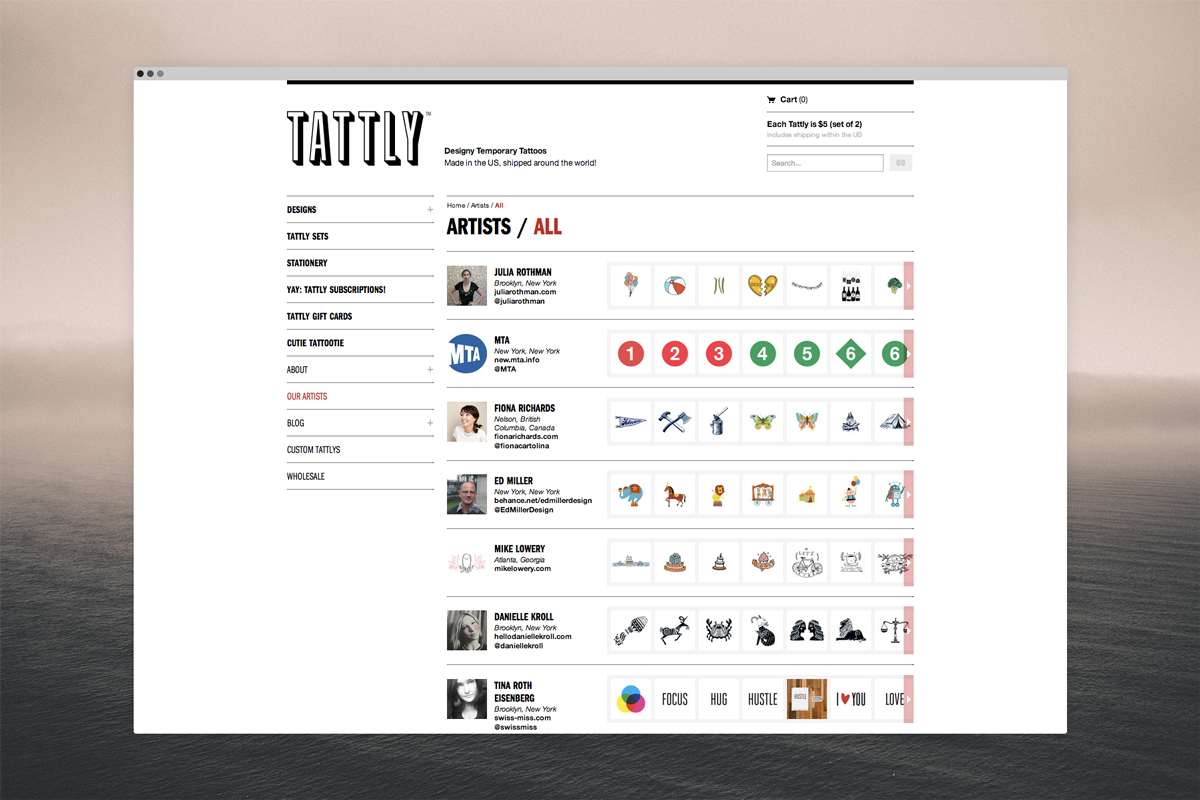 TATTLY™
Designy Temporary Tattoos
Made in the US, shipped around the world!
Cart (0)
Each Tattly is $5 (set of 2)
includes shipping within the US
Search...
GO
DESIGNS +
TATTLY SETS
STATIONERY
YAY: TATTLY SUBSCRIPTIONS!
TATTLY GIFT CARDS
CUTIE TATTOOTIE
ABOUT +
OUR ARTISTS
BLOG +
CUSTOM TATTLYS
WHOLESALE
Home / Artists / All
ARTISTS / ALL
JULIA ROTHMAN
Brooklyn, New York
juliarothman.com
@juliarothman
MTA
MTA
New York, New York
new.mta.info
@MTA
1 2 3 4 5 6 6
FIONA RICHARDS
Nelson, British
Columbia, Canada
fionarichards.com
@fionacartolina
ED MILLER
New York, New York
behance.net/edmillerdesign
@EdMillerDesign
MIKE LOWERY
Atlanta, Georgia
mikelowery.com
LET'S
DANIELLE KROLL
Brooklyn, New York
hellodaniellekroll.com
@daniellekroll
TINA ROTH
EISENBERG
Brooklyn, New York
swiss-miss.com
@swissmiss
FOCUS HUG HUSTLE HUSTLE I ♥ YOU LOVE